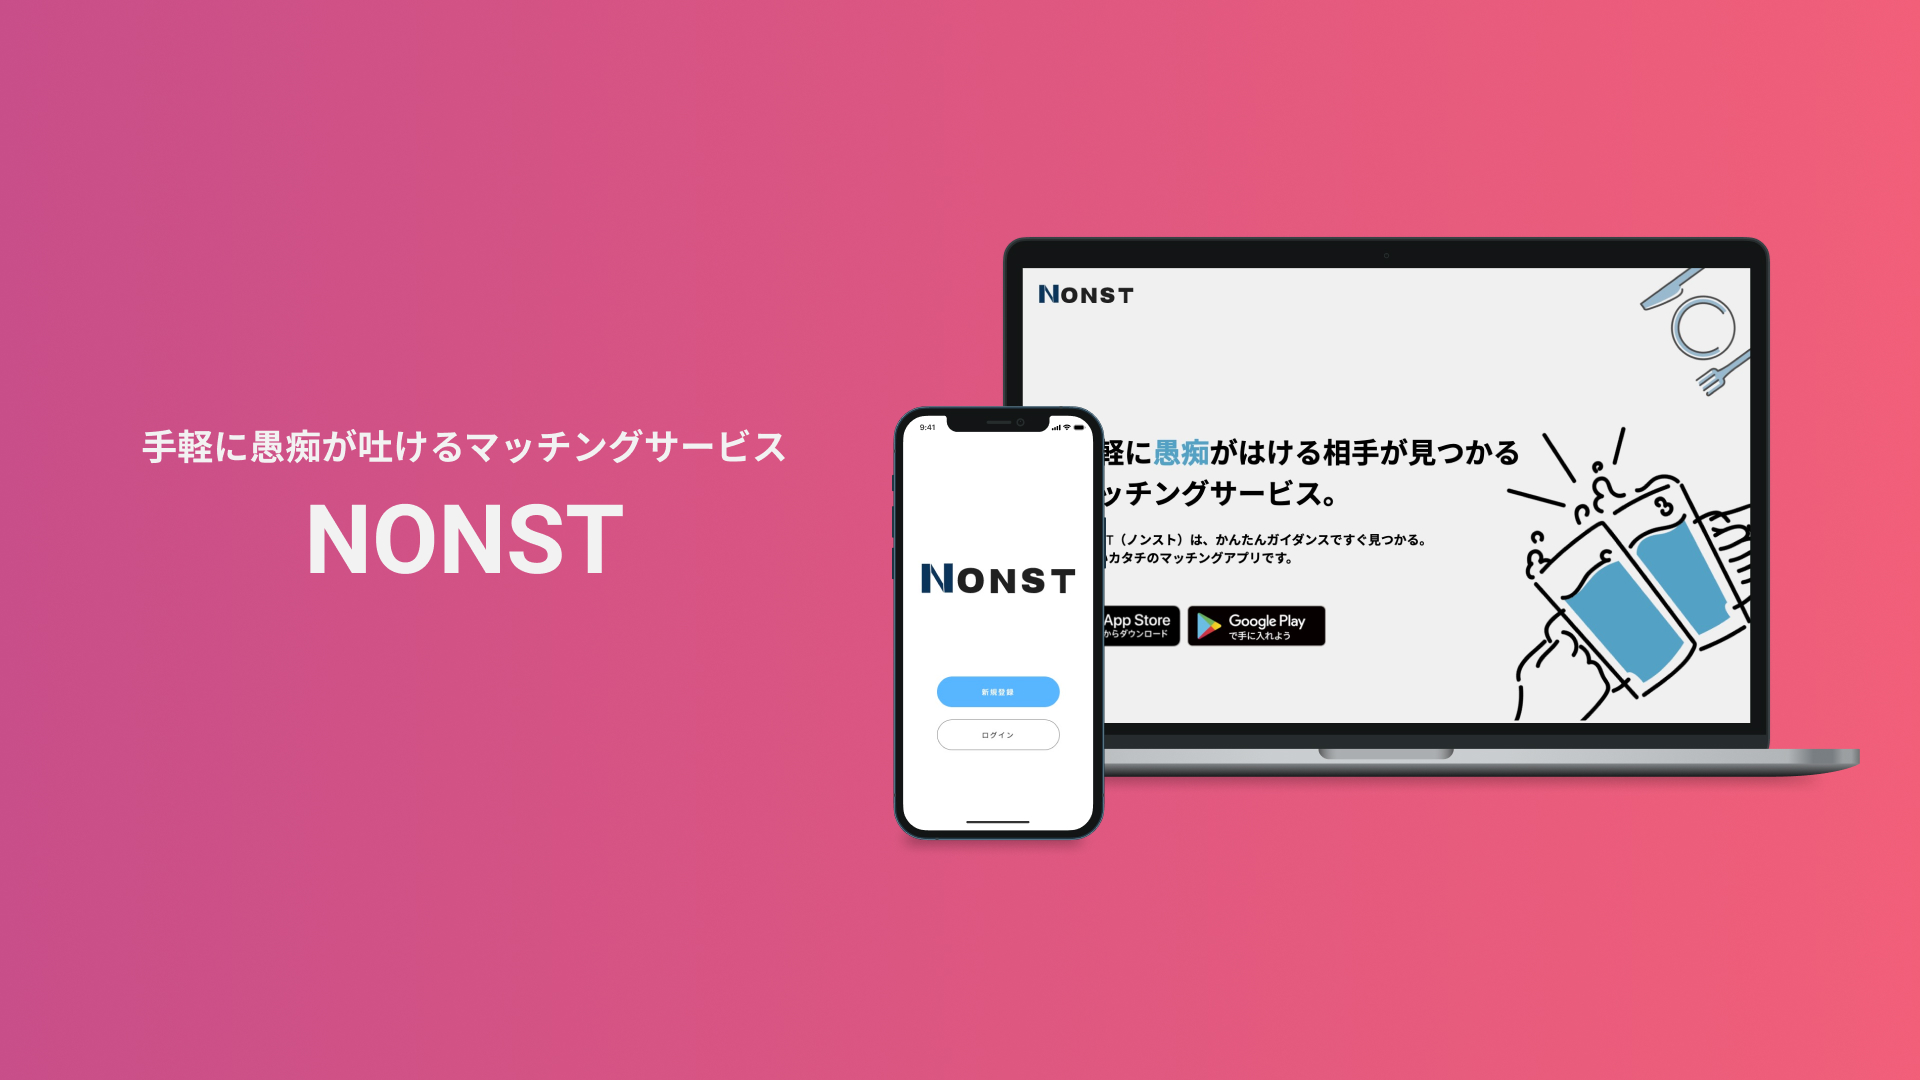 手軽に愚痴が吐けるマッチングサービス
NONST
NONST
軽に愚痴がはける相手が見つかる
ッチングサービス。
T（ノンスト）は、かんたんガイダンスですぐ見つかる。
カタチのマッチングアプリです。
App Store
からダウンロード
Google Play
で手に入れよう
9:41
NONST
新規登録
ログイン
3